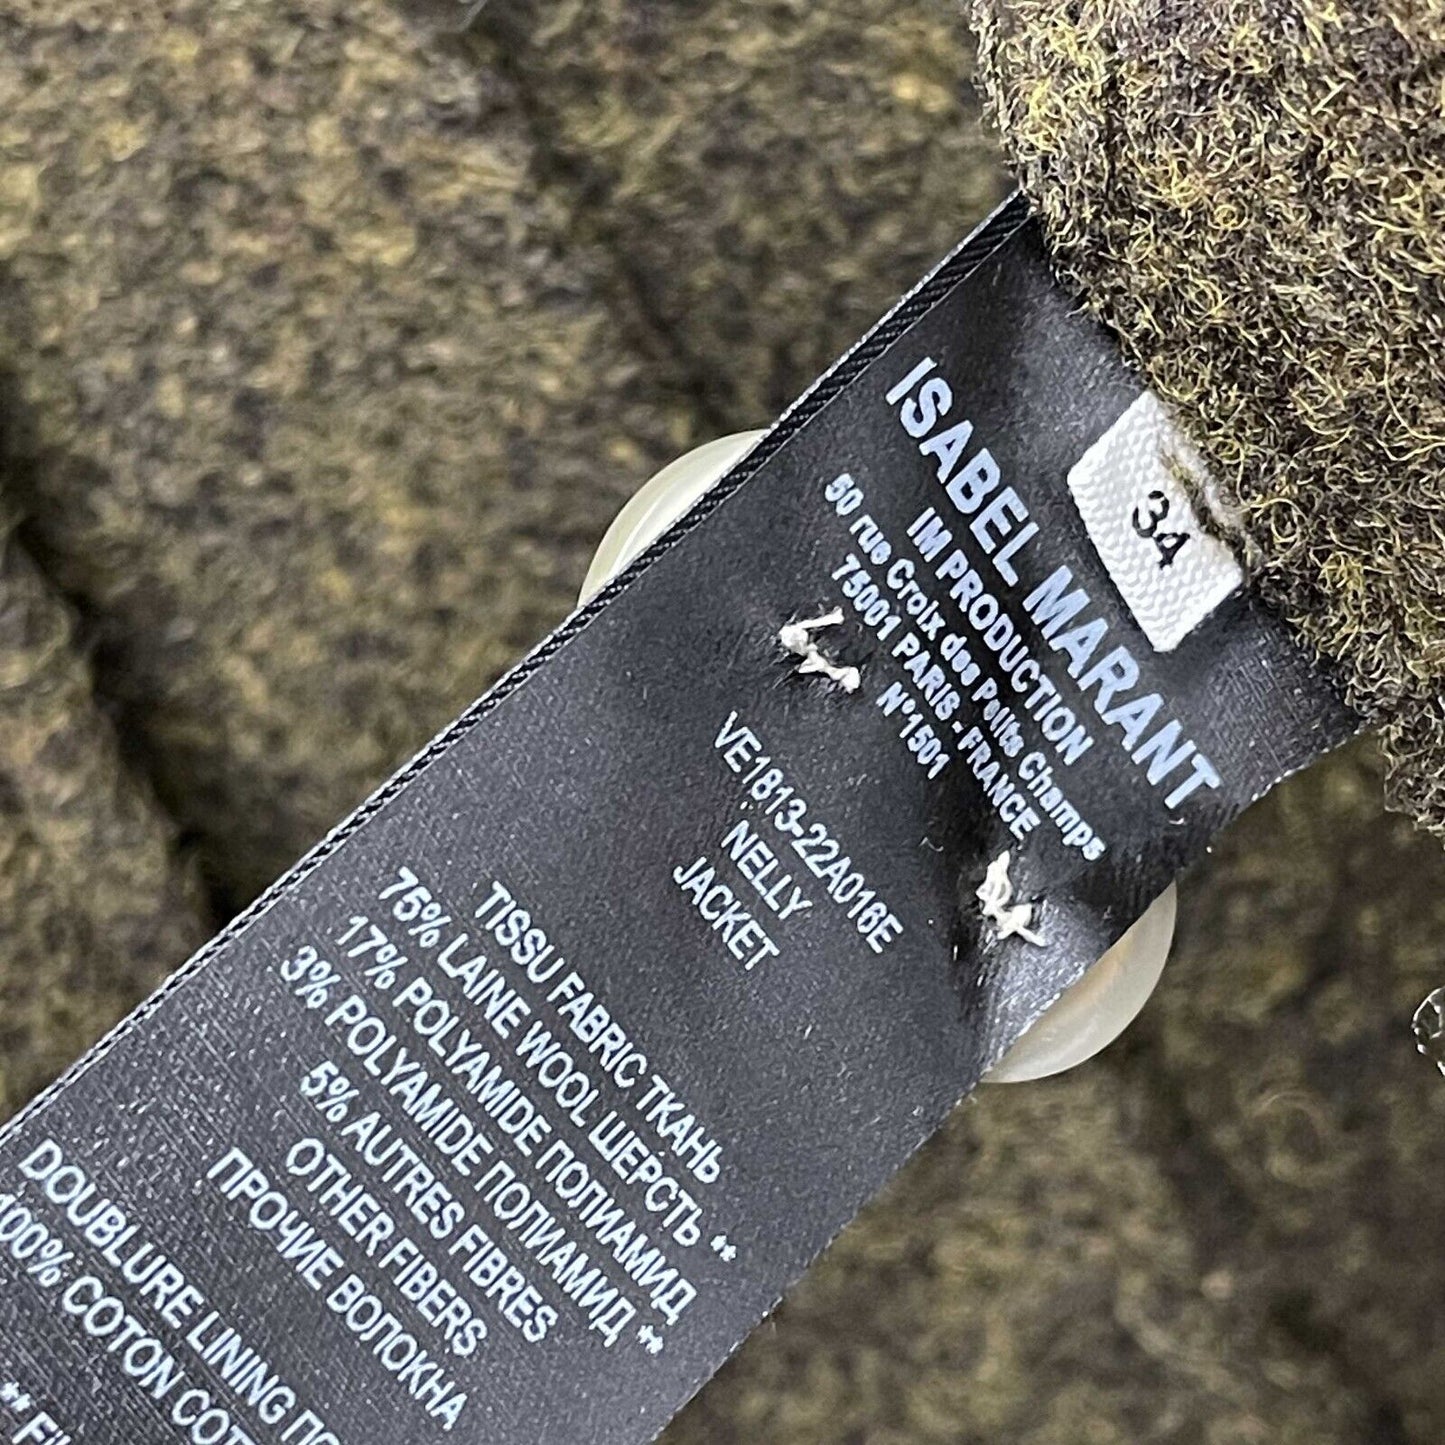 34
ISABEL MARANT
IM PRODUCTION
50 rue Croix des Petits Champs
75001 PARIS - FRANCE
N°1501
VE1813-22A016E
NELLY
JACKET
TISSU FABRIC ТКАНЬ
75% LAINE WOOL ШЕРСТЬ **
17% POLYAMIDE ПОЛИАМИД
3% POLYAMIDE ПОЛИАМИД **
5% AUTRES FIBRES
OTHER FIBERS
ПРОЧИЕ ВОЛОКНА
DOUBLURE LINING
100% COTON
**